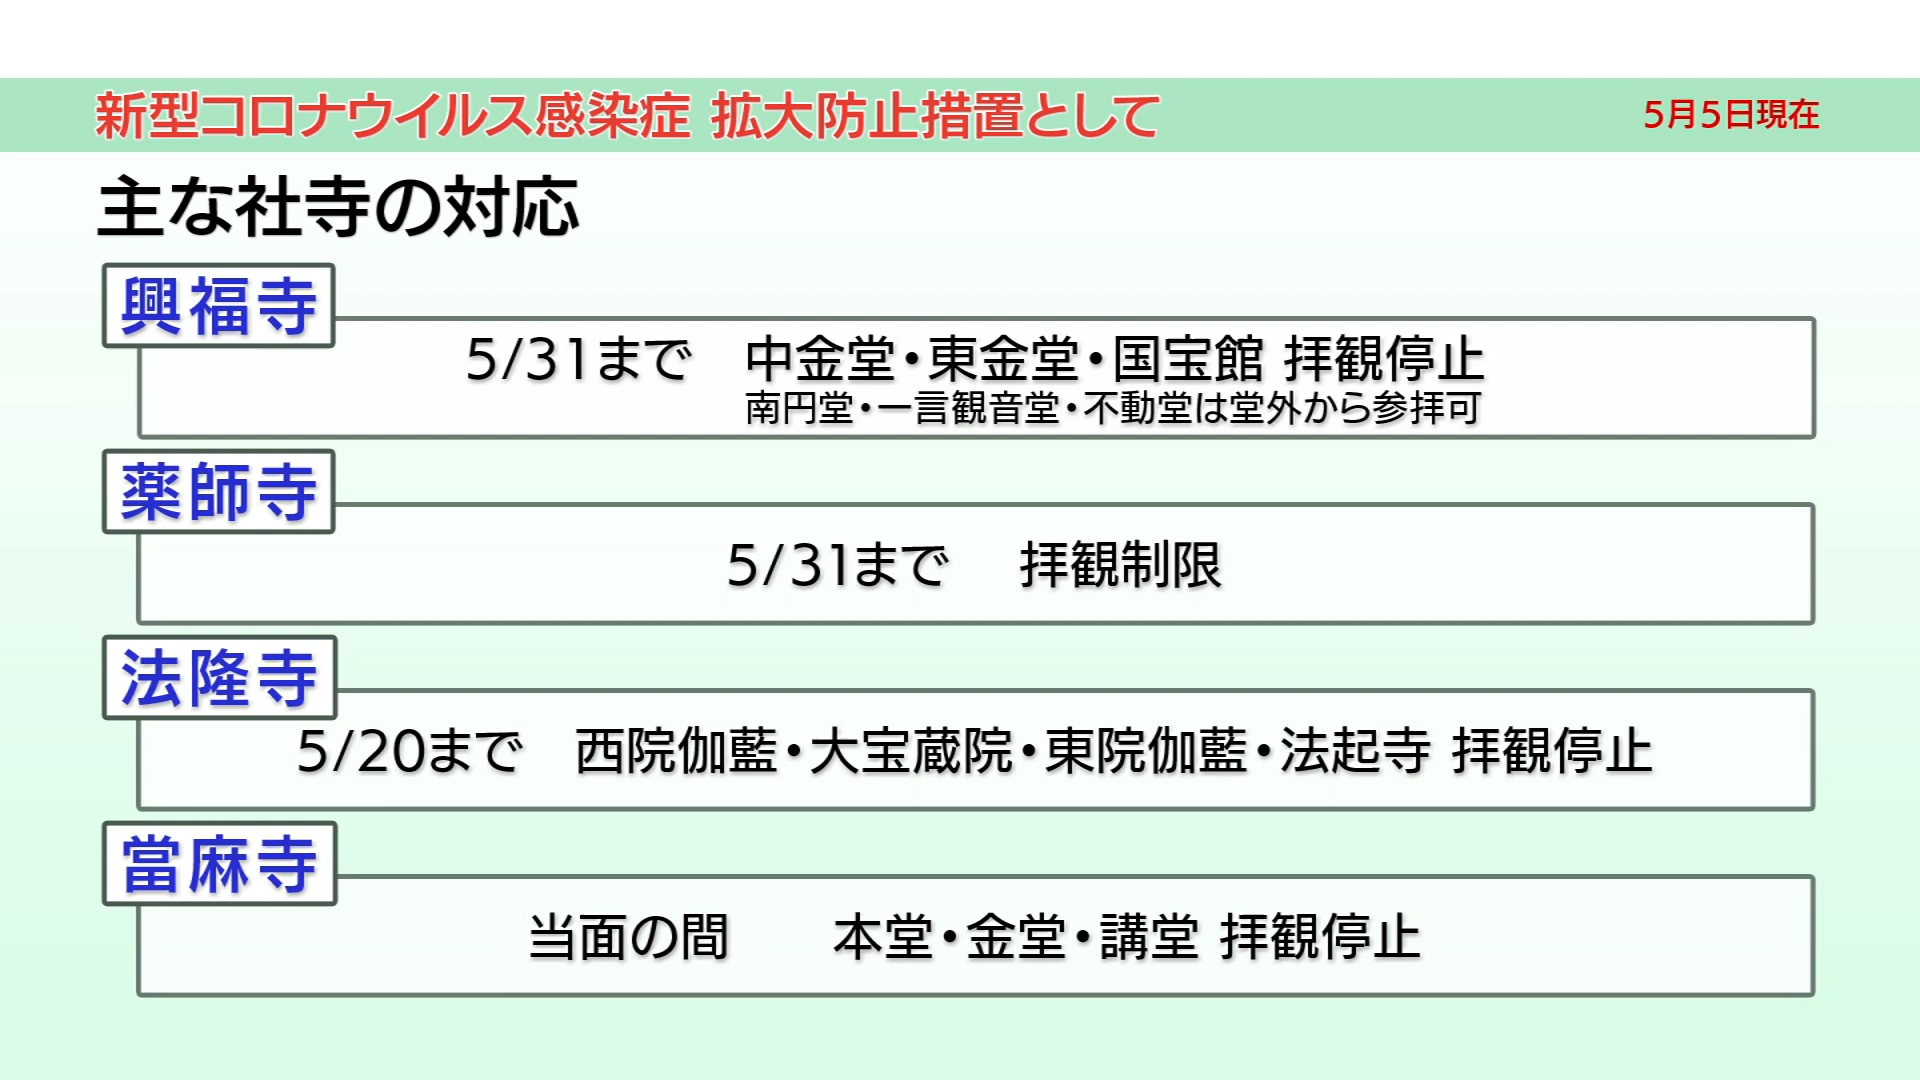 新型コロナウイルス感染症 拡大防止措置として
5月5日現在
主な社寺の対応
興福寺
5/31まで 中金堂・東金堂・国宝館 拝観停止
南円堂・一言観音堂・不動堂は堂外から参拝可
薬師寺
5/31まで 拝観制限
法隆寺
5/20まで 西院伽藍・大宝蔵院・東院伽藍・法起寺 拝観停止
當麻寺
当面の間 本堂・金堂・講堂 拝観停止